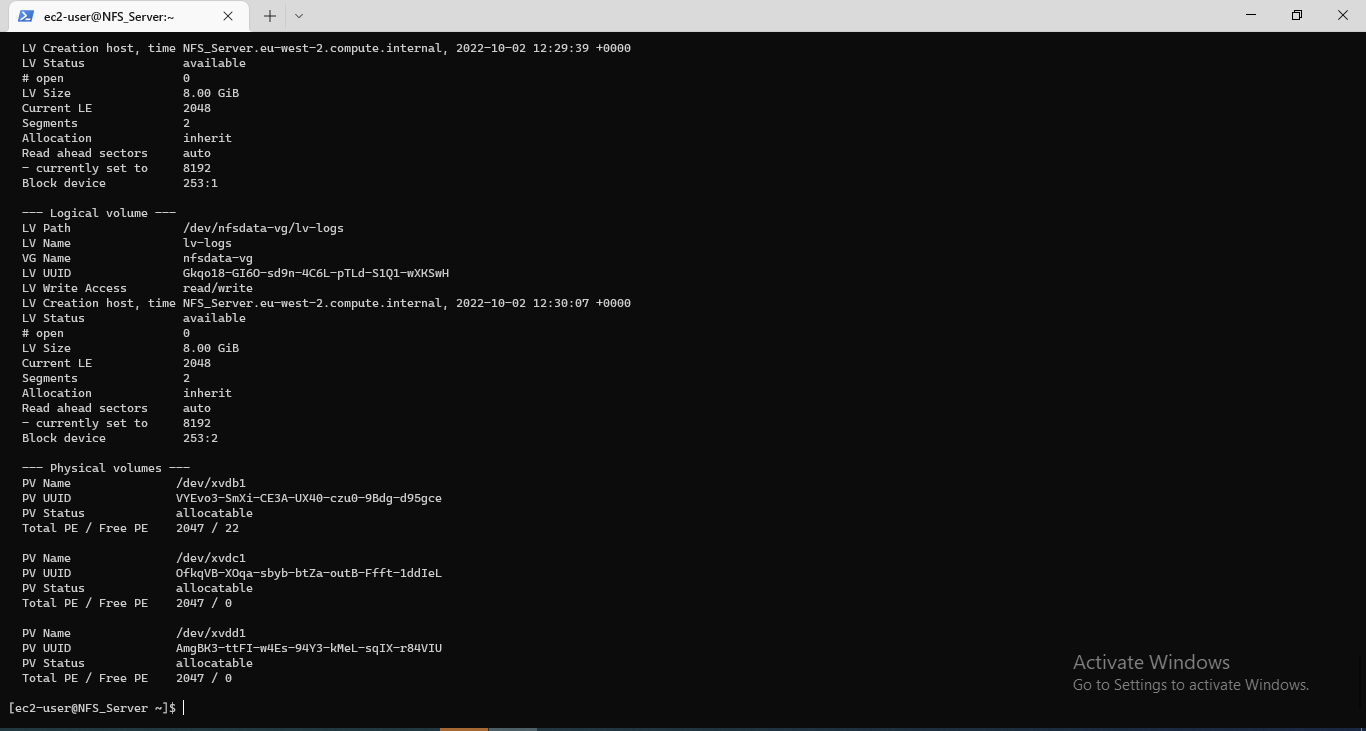 ec2-user@NFS_Server:~
LV Creation host, time NFS_Server.eu-west-2.compute.internal, 2022-10-02 12:29:39 +0000
LV Status available
# open 0
LV Size 8.00 GiB
Current LE 2048
Segments 2
Allocation inherit
Read ahead sectors auto
- currently set to 8192
Block device 253:1
--- Logical volume ---
LV Path /dev/nfsdata-vg/lv-logs
LV Name lv-logs
VG Name nfsdata-vg
LV UUID Gkqo18-GI6O-sd9n-4C6L-pTLd-S1Q1-wXKSwH
LV Write Access read/write
LV Creation host, time NFS_Server.eu-west-2.compute.internal, 2022-10-02 12:30:07 +0000
LV Status available
# open 0
LV Size 8.00 GiB
Current LE 2048
Segments 2
Allocation inherit
Read ahead sectors auto
- currently set to 8192
Block device 253:2
--- Physical volumes ---
PV Name /dev/xvdb1
PV UUID VYEvo3-SmXi-CE3A-UX40-czu0-9Bdg-d95gce
PV Status allocatable
Total PE / Free PE 2047 / 22
PV Name /dev/xvdc1
PV UUID OfkqVB-XOqa-sbyb-btZa-outB-Ffft-1ddIeL
PV Status allocatable
Total PE / Free PE 2047 / 0
PV Name /dev/xvdd1
PV UUID AmgBK3-ttFI-w4Es-94Y3-kMeL-sqIX-r84VIU
PV Status allocatable
Total PE / Free PE 2047 / 0
[ec2-user@NFS_Server ~]$
Activate Windows
Go to Settings to activate Windows.